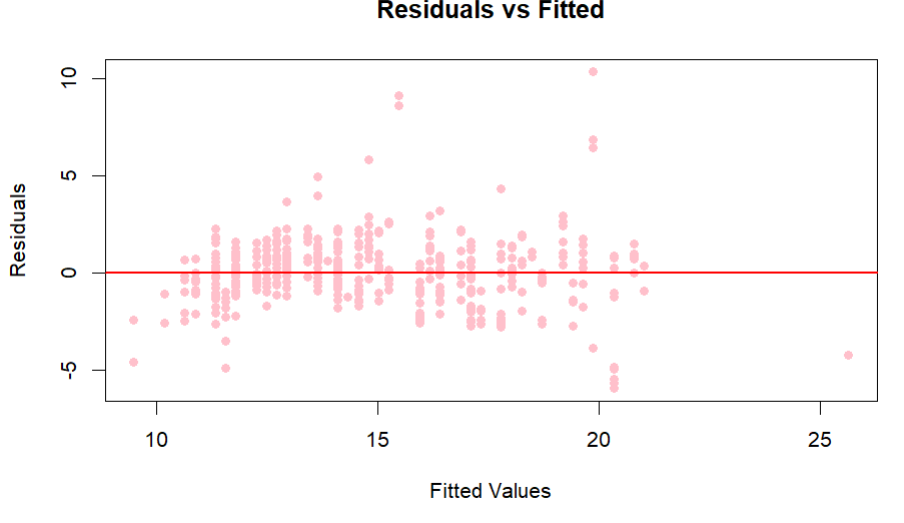 Residuals vs Fitted
10
5
0
-5
Residuals
10 15 20 25
Fitted Values